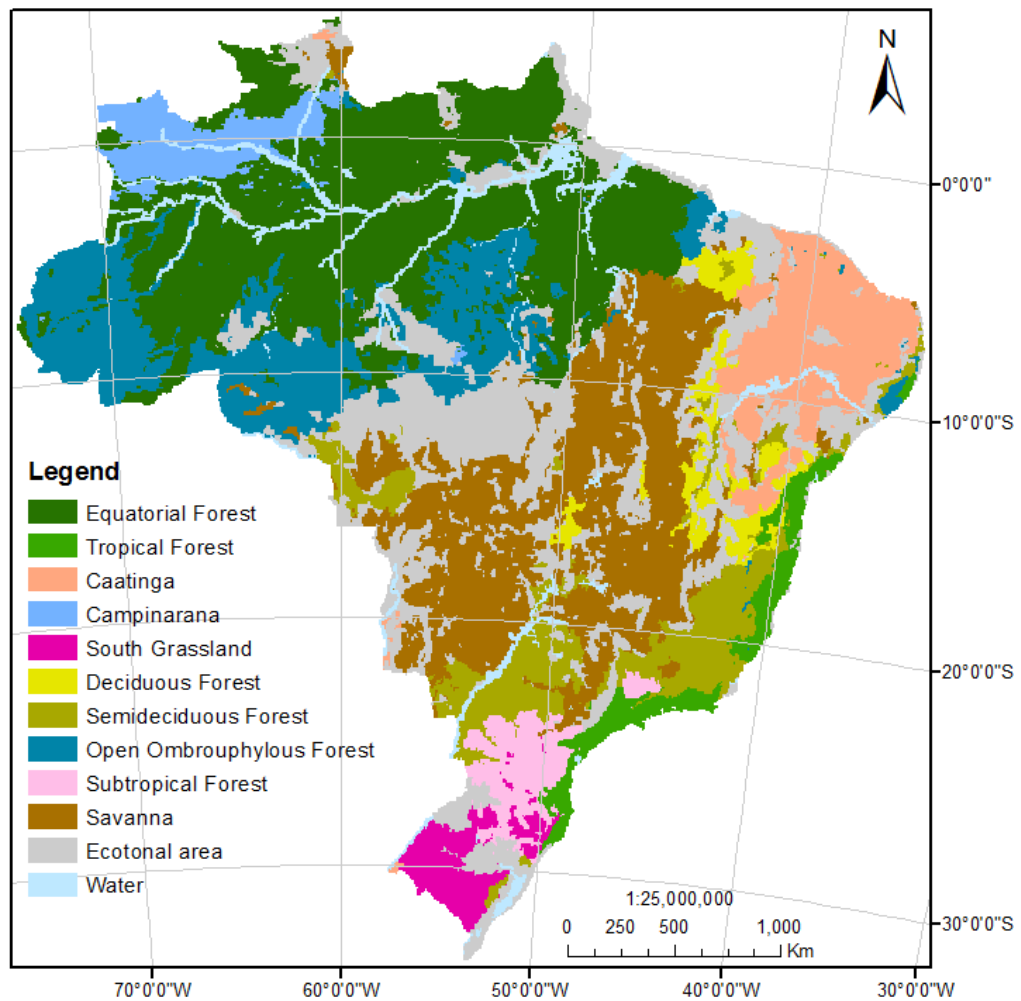 N
0°0'0"
10°0'0"S
Legend
Equatorial Forest
Tropical Forest
Caatinga
Campinarana
South Grassland
20°0'0"S
Deciduous Forest
Semideciduous Forest
Open Ombrouphylous Forest
Subtropical Forest
Savanna
Ecotonal area
Water
1:25,000,000
0 250 500 1,000
Km
30°0'0"S
70°0'0"W 60°0'0"W 50°0'0"W 40°0'0"W 30°0'0"W